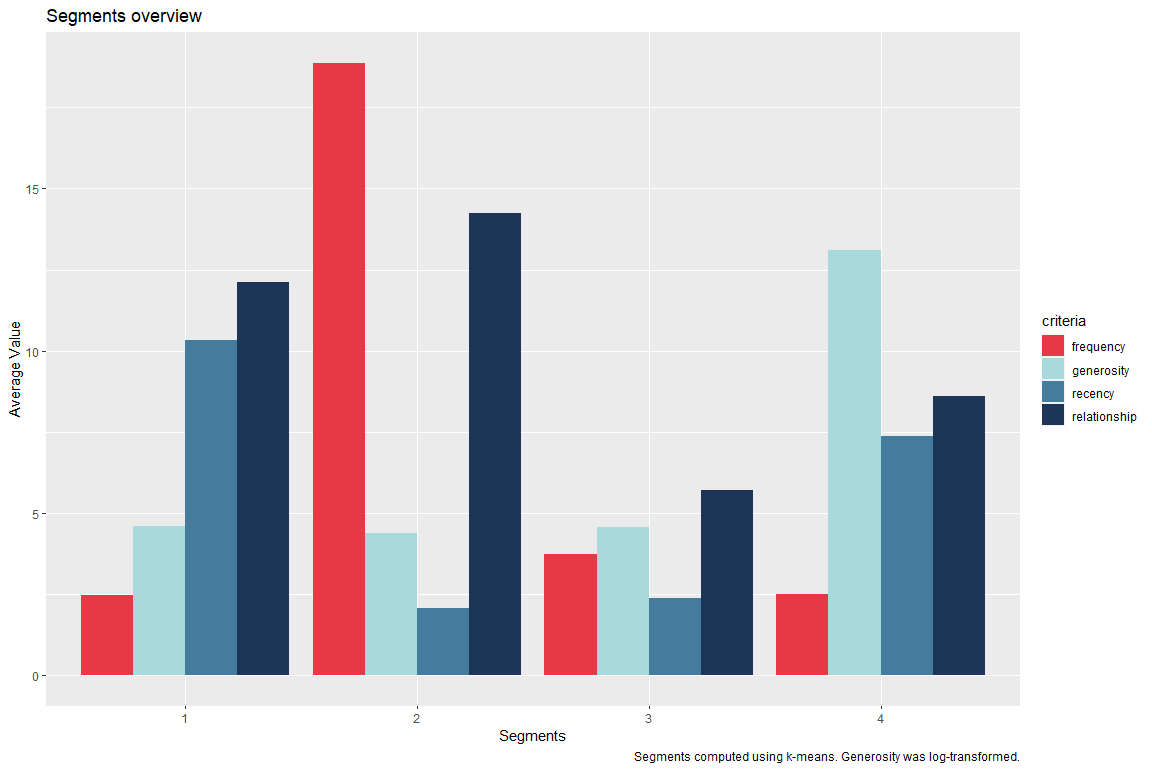 Segments overview
15
10
5
0
Average Value
1
2
3
4
Segments
criteria
frequency
generosity
recency
relationship
Segments computed using k-means. Generosity was log-transformed.